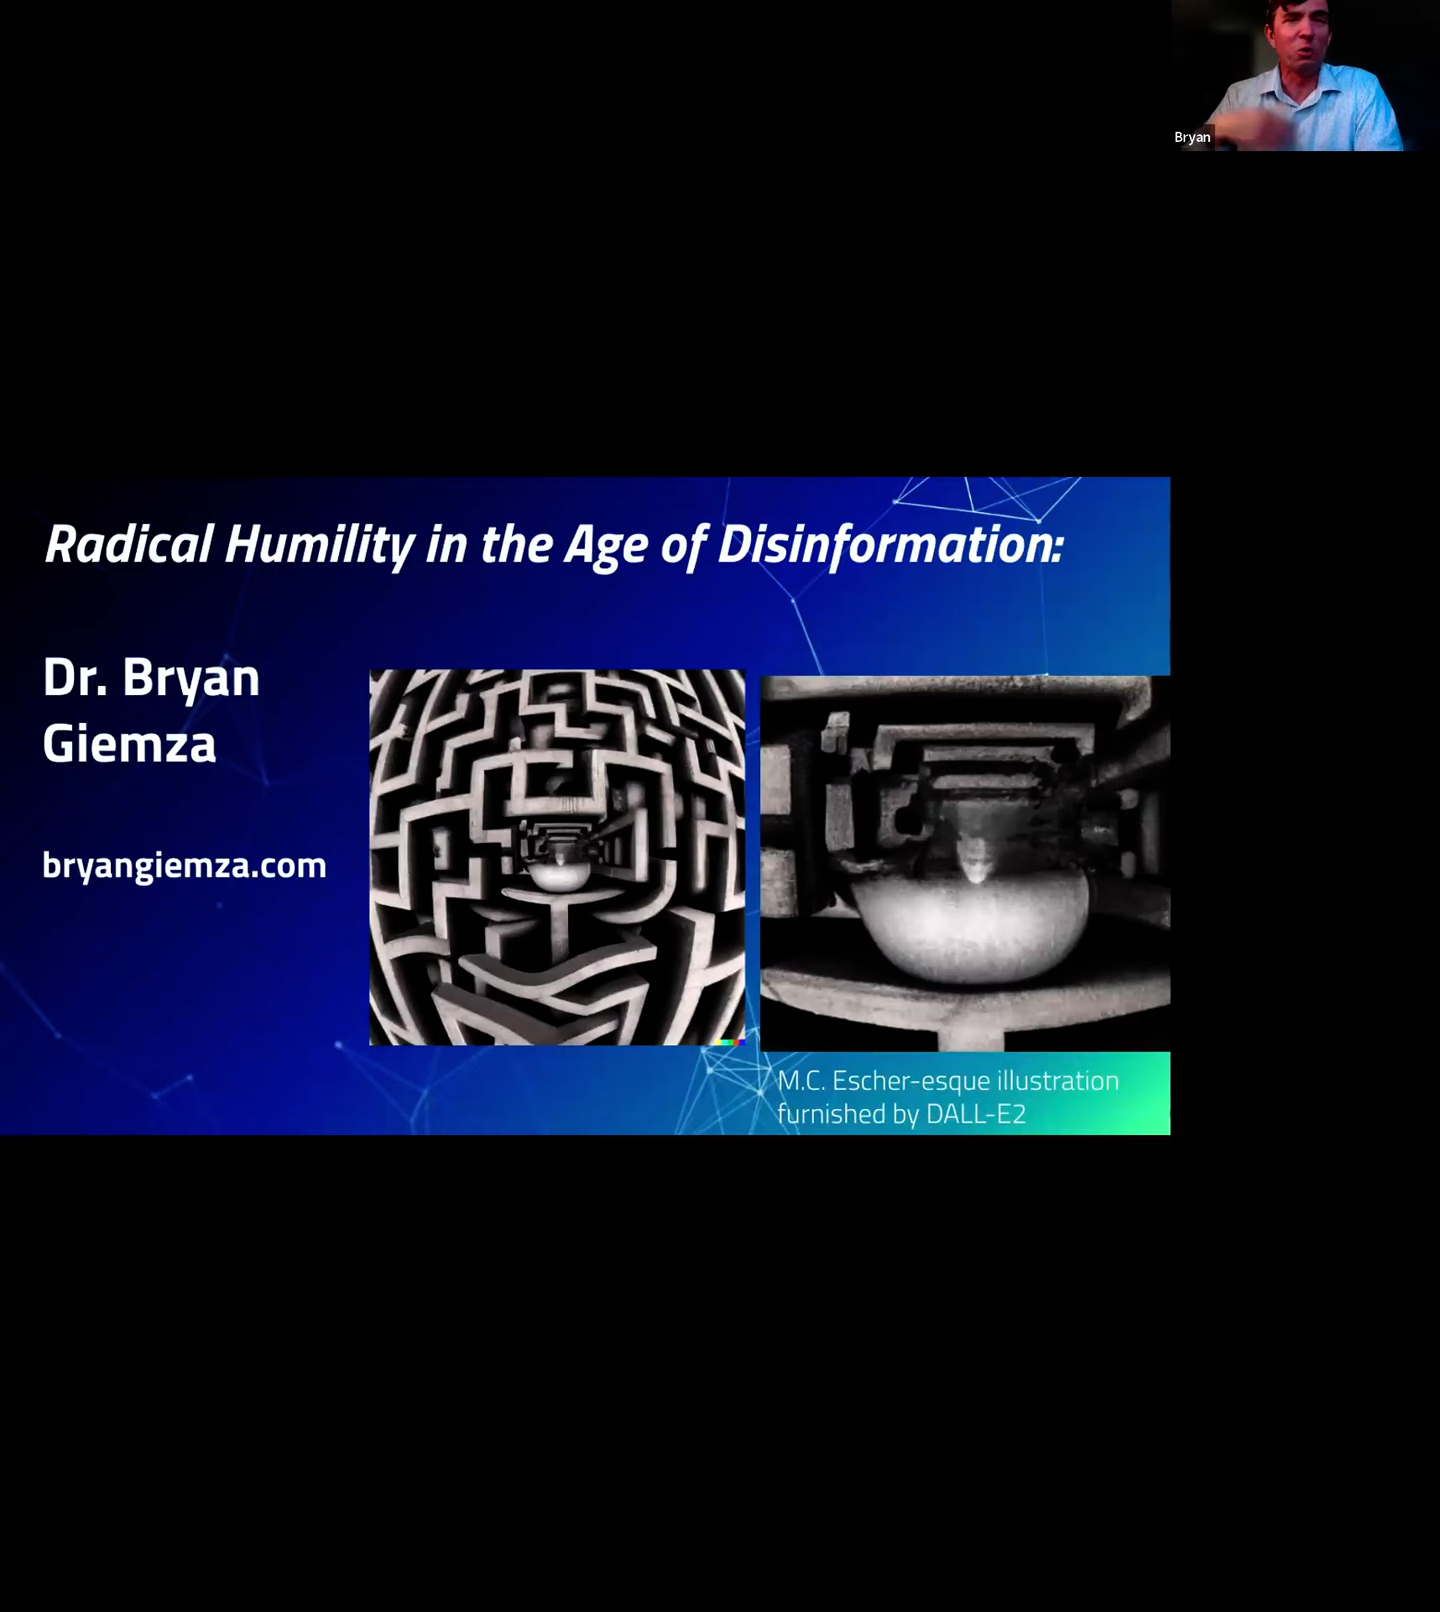 Bryan
Radical Humility in the Age of Disinformation:
Dr. Bryan
Giemza
bryangiemza.com
M.C. Escher-esque illustration
furnished by DALL-E2